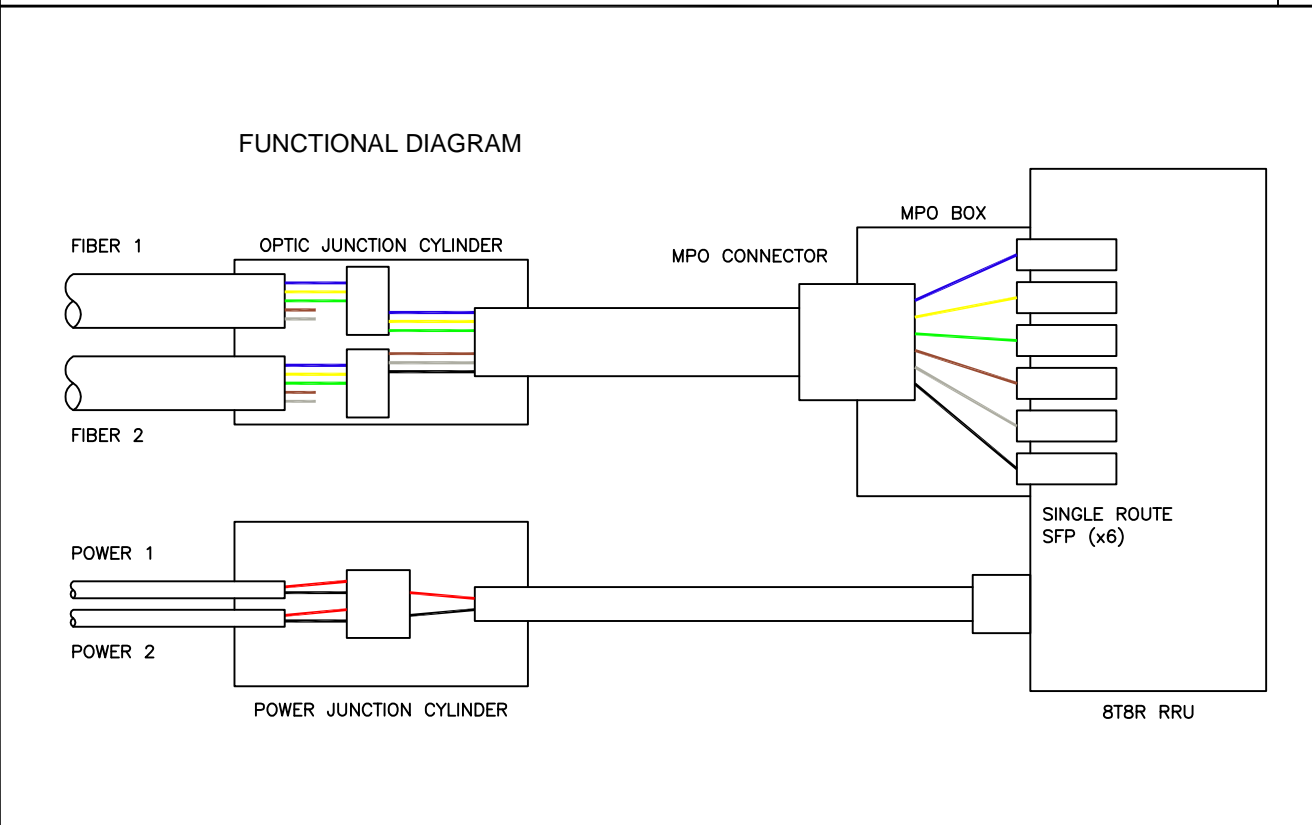 FUNCTIONAL DIAGRAM
MPO BOX
FIBER 1
OPTIC JUNCTION CYLINDER
MPO CONNECTOR
FIBER 2
SINGLE ROUTE
SFP (x6)
POWER 1
POWER 2
POWER JUNCTION CYLINDER
8T8R RRU